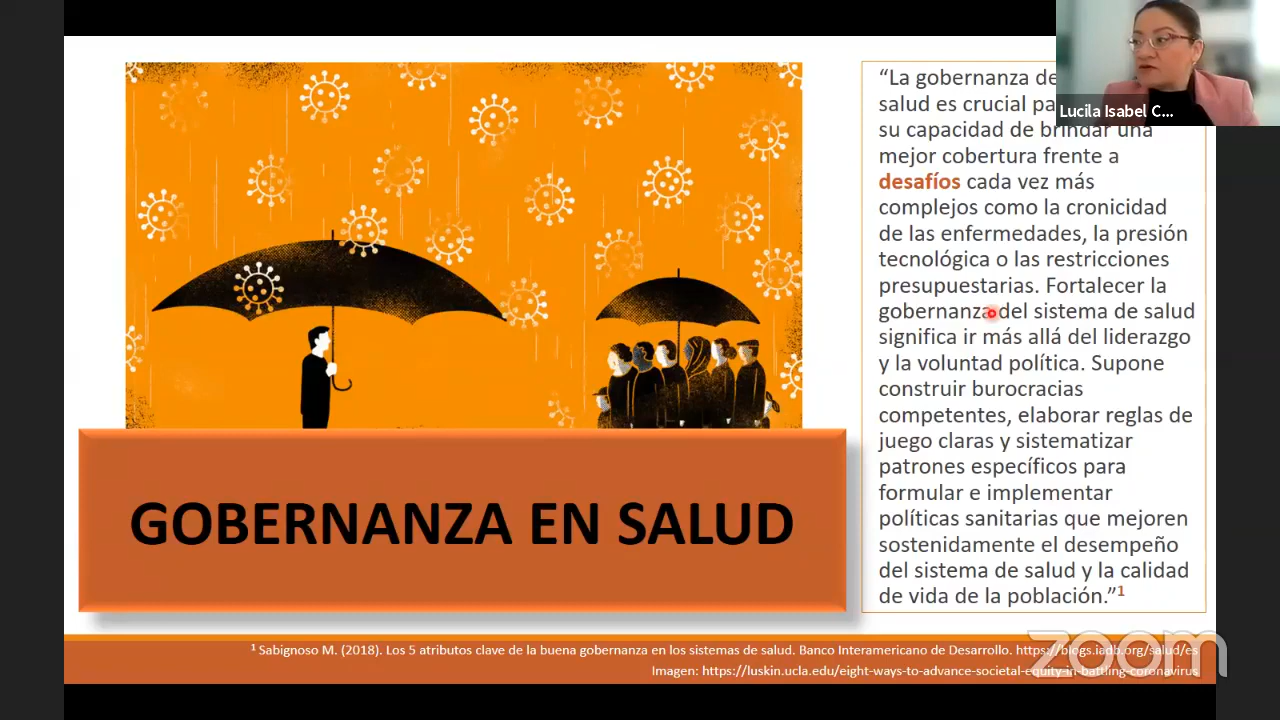 “La gobernanza de
salud es crucial pa
su capacidad de brindar una
mejor cobertura frente a
desafíos cada vez más
complejos como la cronicidad
de las enfermedades, la presión
tecnológica o las restricciones
presupuestarias. Fortalecer la
gobernanza del sistema de salud
significa ir más allá del liderazgo
y la voluntad política. Supone
construir burocracias
competentes, elaborar reglas de
juego claras y sistematizar
patrones específicos para
formular e implementar
políticas sanitarias que mejoren
sostenidamente el desempeño
del sistema de salud y la calidad
de vida de la población.”1
Lucila Isabel C...
GOBERNANZA EN SALUD
1 Sabignoso M. (2018). Los 5 atributos clave de la buena gobernanza en los sistemas de salud. Banco Interamericano de Desarrollo. https://blogs.iadb.org/salud/es
Imagen: https://luskin.ucla.edu/eight-ways-to-advance-societal-equity-in-battling-coronavirus
zoom